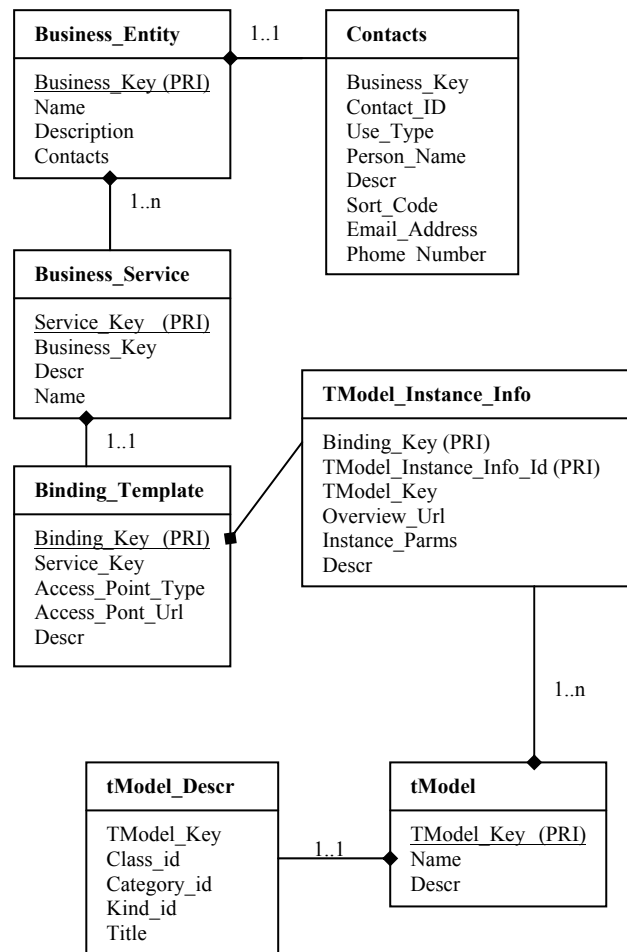 Business_Entity
Business_Key (PRI)
Name
Description
Contacts
1..1
Contacts
Business_Key
Contact_ID
Use_Type
Person_Name
Descr
Sort_Code
Email_Address
Phome_Number
1..n
Business_Service
Service_Key (PRI)
Business_Key
Descr
Name
1..1
Binding_Template
Binding_Key (PRI)
Service_Key
Access_Point_Type
Access_Pont_Url
Descr
TModel_Instance_Info
Binding_Key (PRI)
TModel_Instance_Info_Id (PRI)
TModel_Key
Overview_Url
Instance_Parms
Descr
1..n
tModel_Descr
TModel_Key
Class_id
Category_id
Kind_id
Title
1..1
tModel
TModel_Key (PRI)
Name
Descr